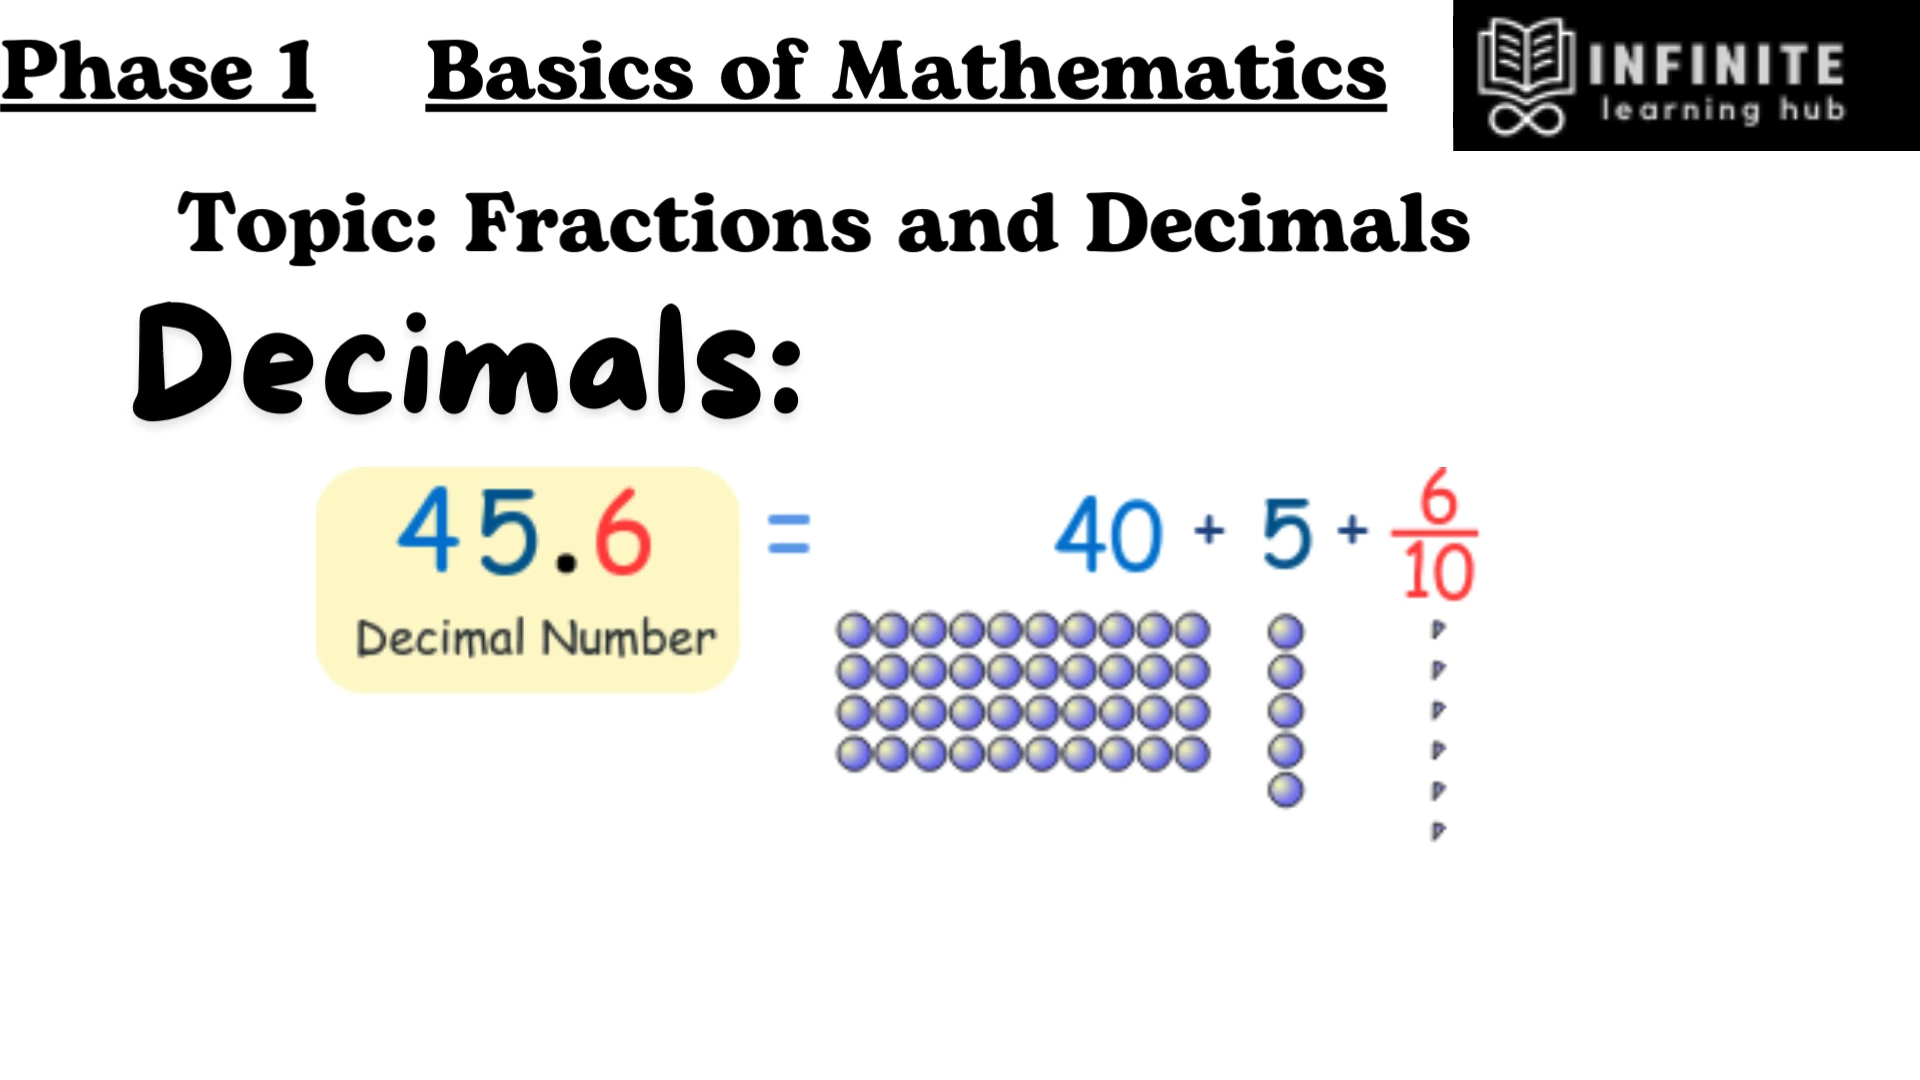 Phase 1 Basics of Mathematics
INFINITE
learning hub
Topic: Fractions and Decimals
Decimals:
45.6 = 40 + 5 + 6/10
Decimal Number